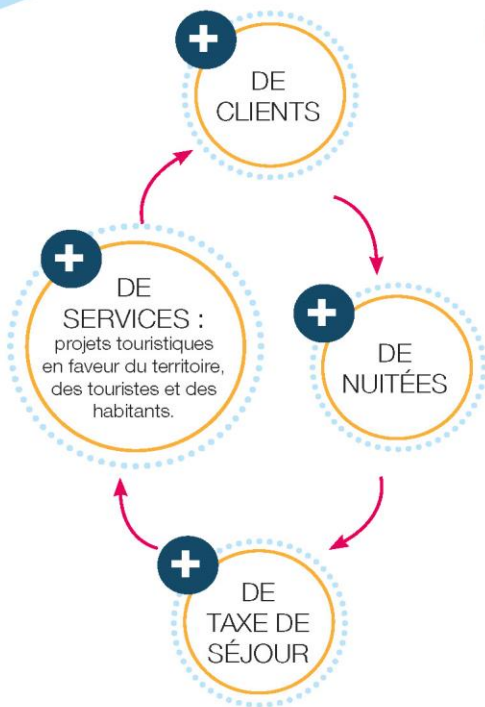 +
DE
CLIENTS
+
DE
NUITÉES
+
DE
TAXE DE
SÉJOUR
+
DE
SERVICES :
projets touristiques
en faveur du territoire,
des touristes et des
habitants.